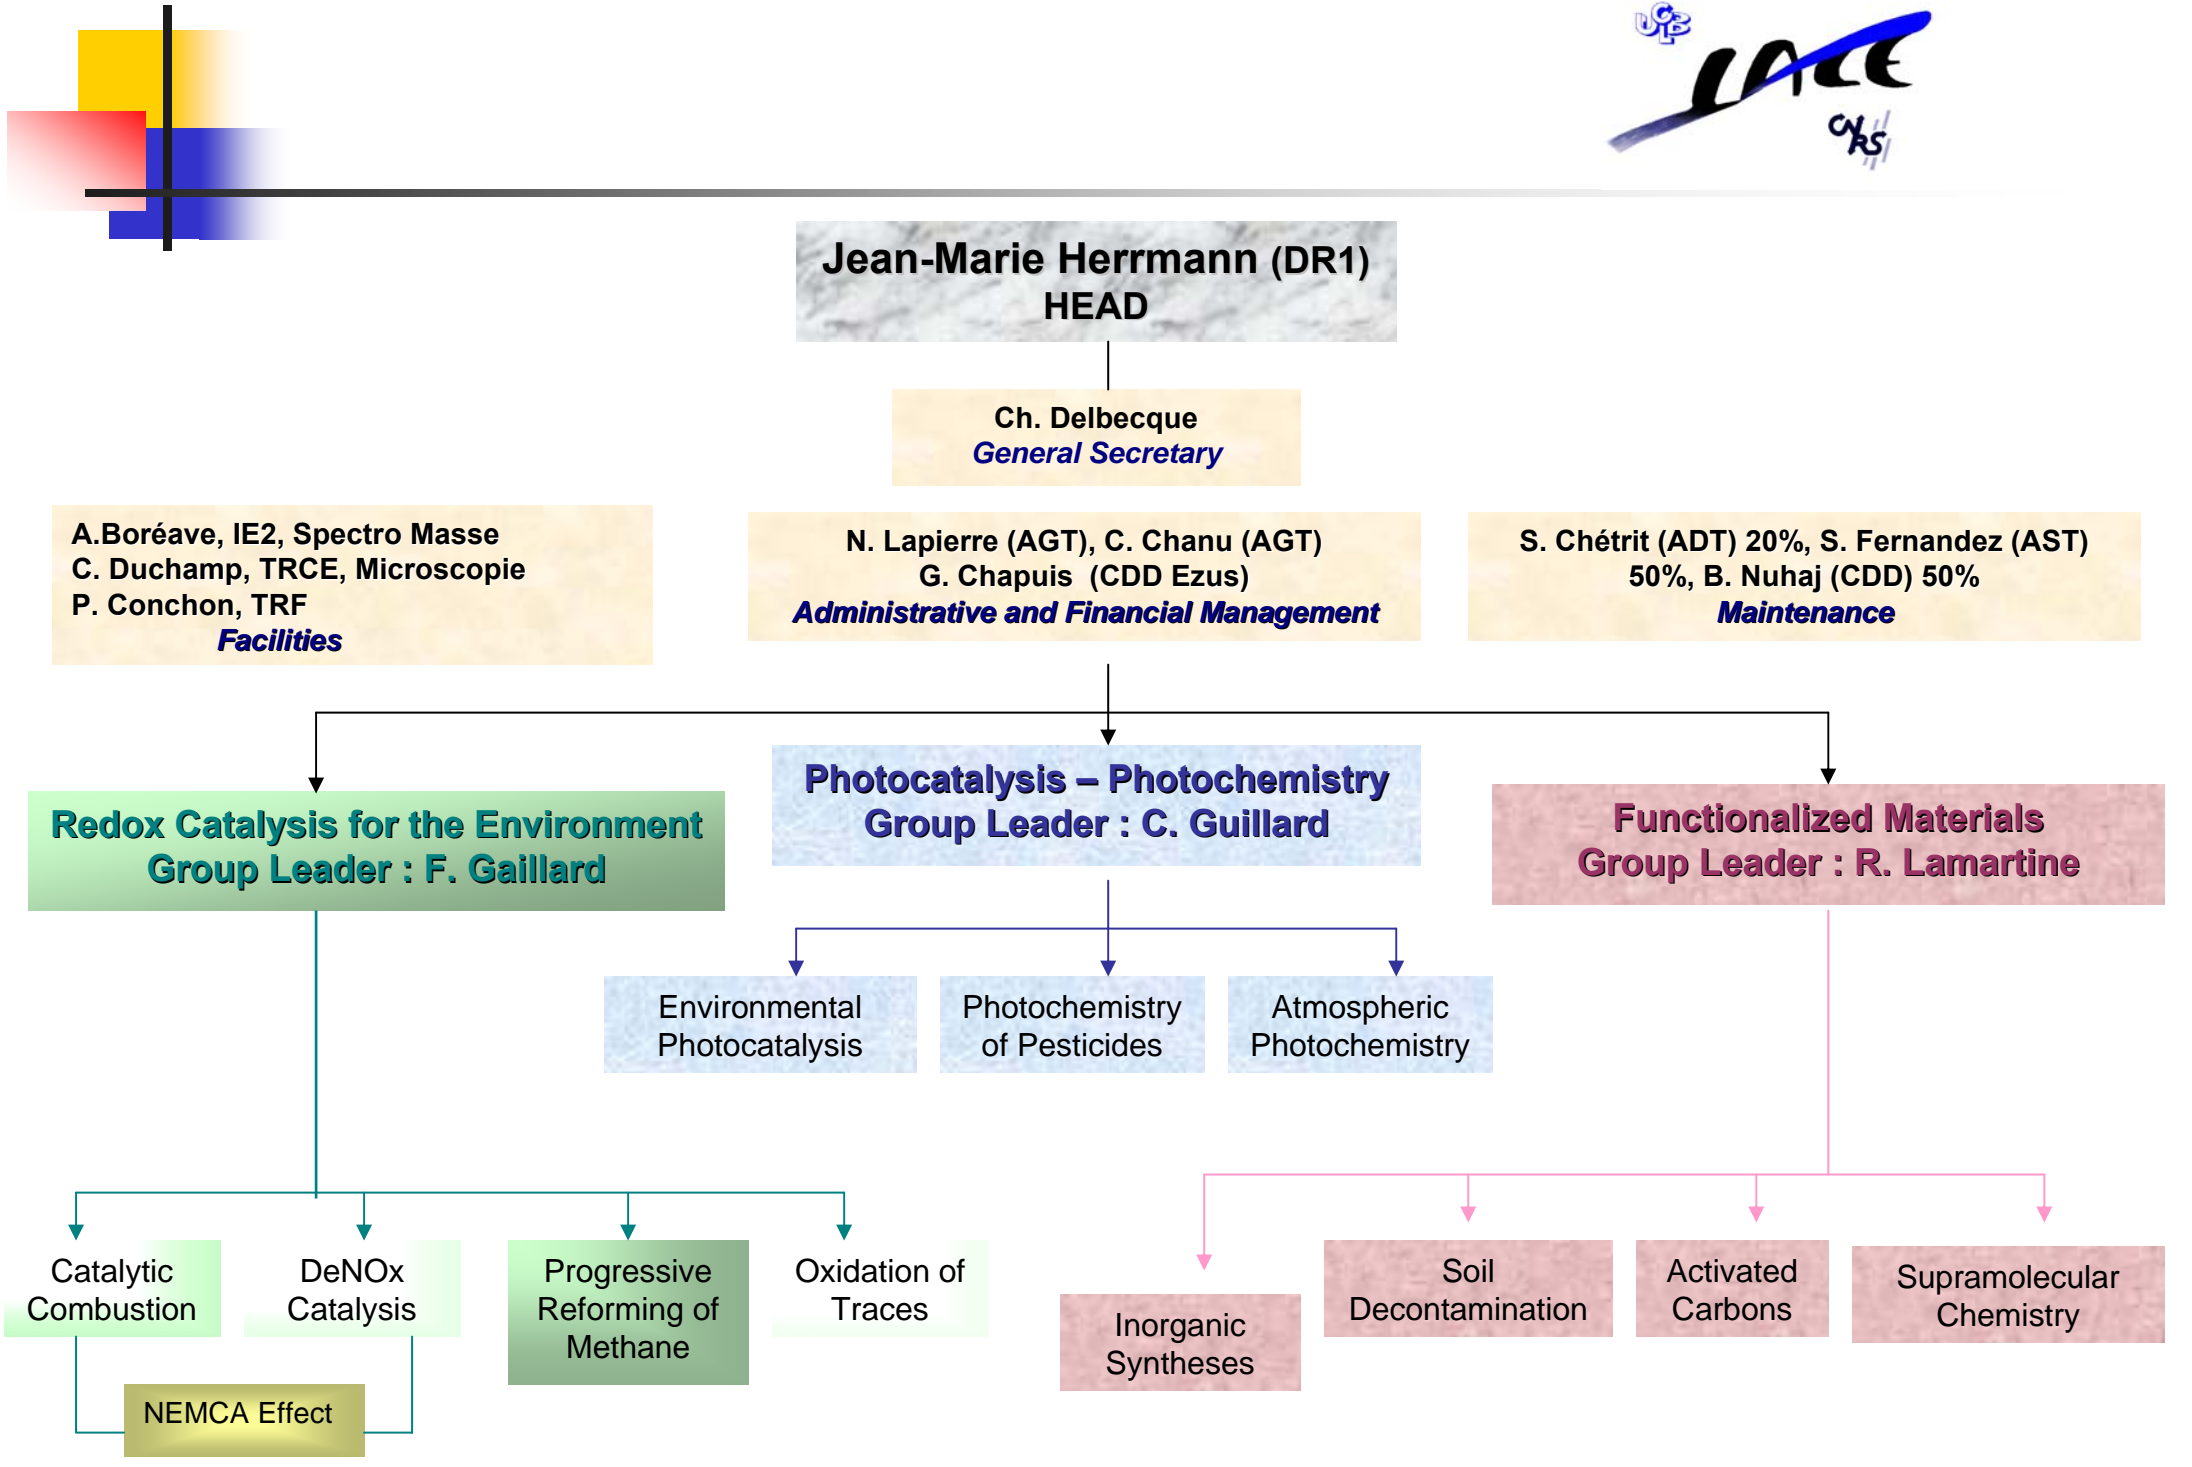 UCBL
LACE
CNRS
Jean-Marie Herrmann (DR1)
HEAD
Ch. Delbecque
General Secretary
A.Boréave, IE2, Spectro Masse
C. Duchamp, TRCE, Microscopie
P. Conchon, TRF
Facilities
N. Lapierre (AGT), C. Chanu (AGT)
G. Chapuis (CDD Ezus)
Administrative and Financial Management
S. Chétrit (ADT) 20%, S. Fernandez (AST)
50%, B. Nuhaj (CDD) 50%
Maintenance
Redox Catalysis for the Environment
Group Leader : F. Gaillard
Photocatalysis – Photochemistry
Group Leader : C. Guillard
Functionalized Materials
Group Leader : R. Lamartine
Environmental
Photocatalysis
Photochemistry
of Pesticides
Atmospheric
Photochemistry
Catalytic
Combustion
DeNOx
Catalysis
Progressive
Reforming of
Methane
Oxidation of
Traces
Inorganic
Syntheses
Soil
Decontamination
Activated
Carbons
Supramolecular
Chemistry
NEMCA Effect